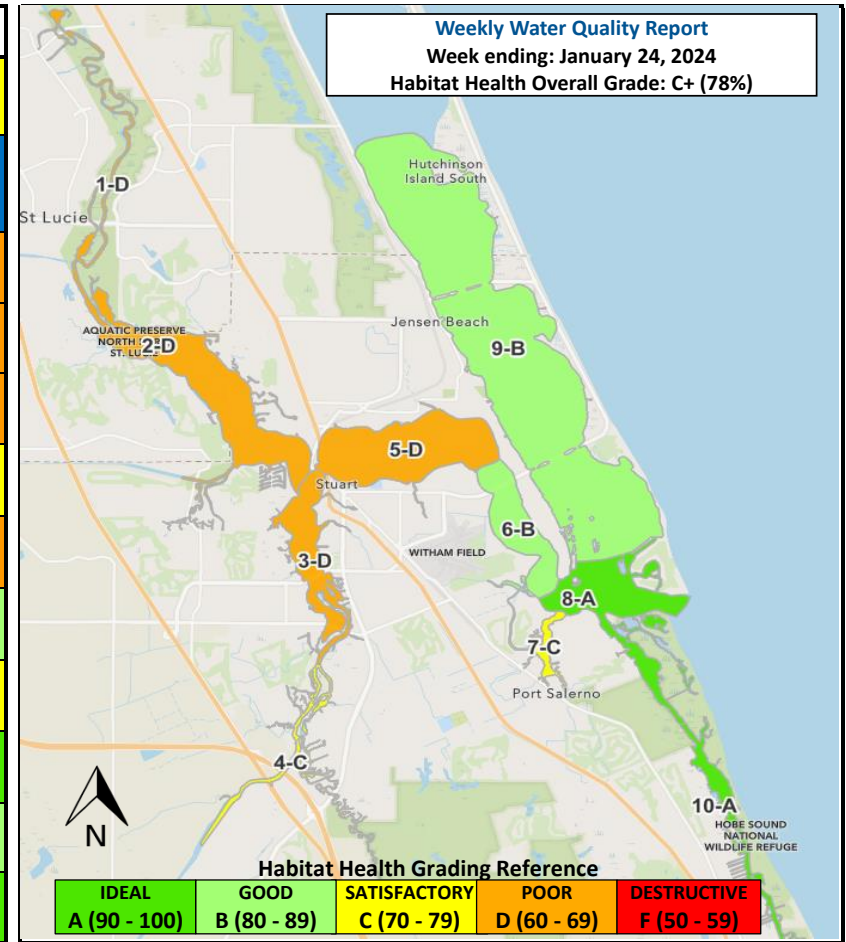 Weekly Water Quality Report
Week ending: January 24, 2024
Habitat Health Overall Grade: C+ (78%)
Hutchinson
Island South
1-D
St Lucie
Jensen Beach
AQUATIC PRESERVE
NORTH
ST. LUCIE
2-D
9-B
5-D
Stuart
6-B
WITHAM FIELD
3-D
8-A
7-C
Port Salerno
4-C
10-A
HOBE SOUND
NATIONAL
WILDLIFE REFUGE
N
Habitat Health Grading Reference
IDEAL GOOD SATISFACTORY POOR DESTRUCTIVE
A (90 - 100) B (80 - 89) C (70 - 79) D (60 - 69) F (50 - 59)